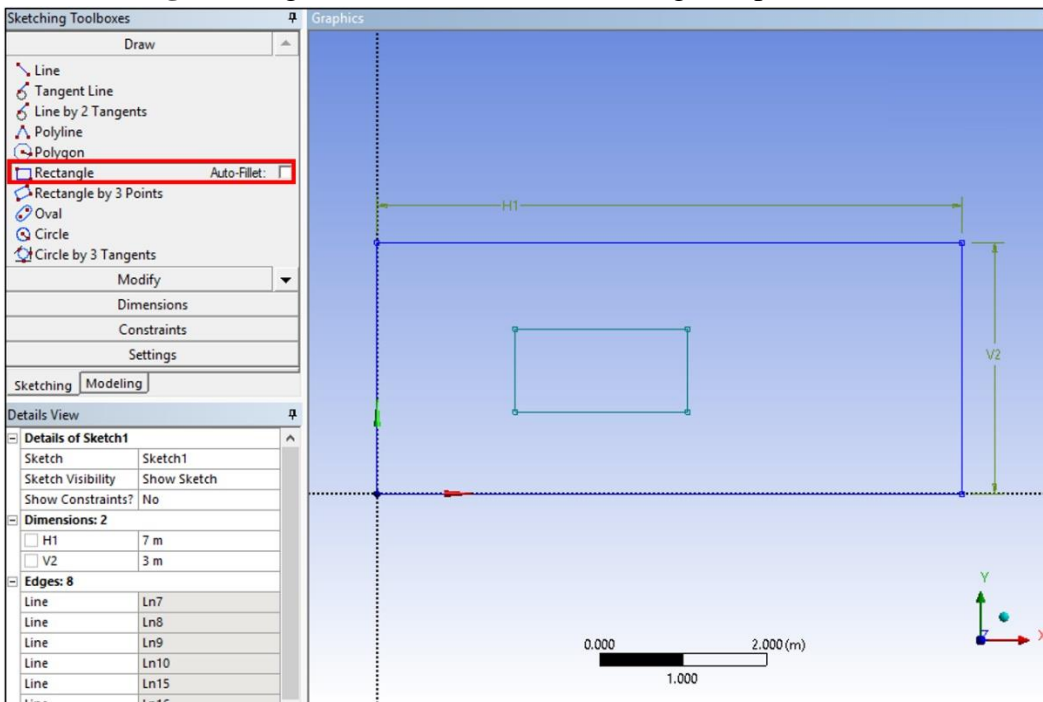 Sketching Toolboxes
Draw
Line
Tangent Line
Line by 2 Tangents
Polyline
Polygon
Rectangle Auto-Fillet:
Rectangle by 3 Points
Oval
Circle
Circle by 3 Tangents
Modify
Dimensions
Constraints
Settings
Sketching Modeling
Details View
Details of Sketch1
Sketch Sketch1
Sketch Visibility Show Sketch
Show Constraints? No
Dimensions: 2
H1 7 m
V2 3 m
Edges: 8
Line Ln7
Line Ln8
Line Ln9
Line Ln10
Line Ln15
Graphics
H1
V2
Y
Z X
0.000 2.000 (m)
1.000